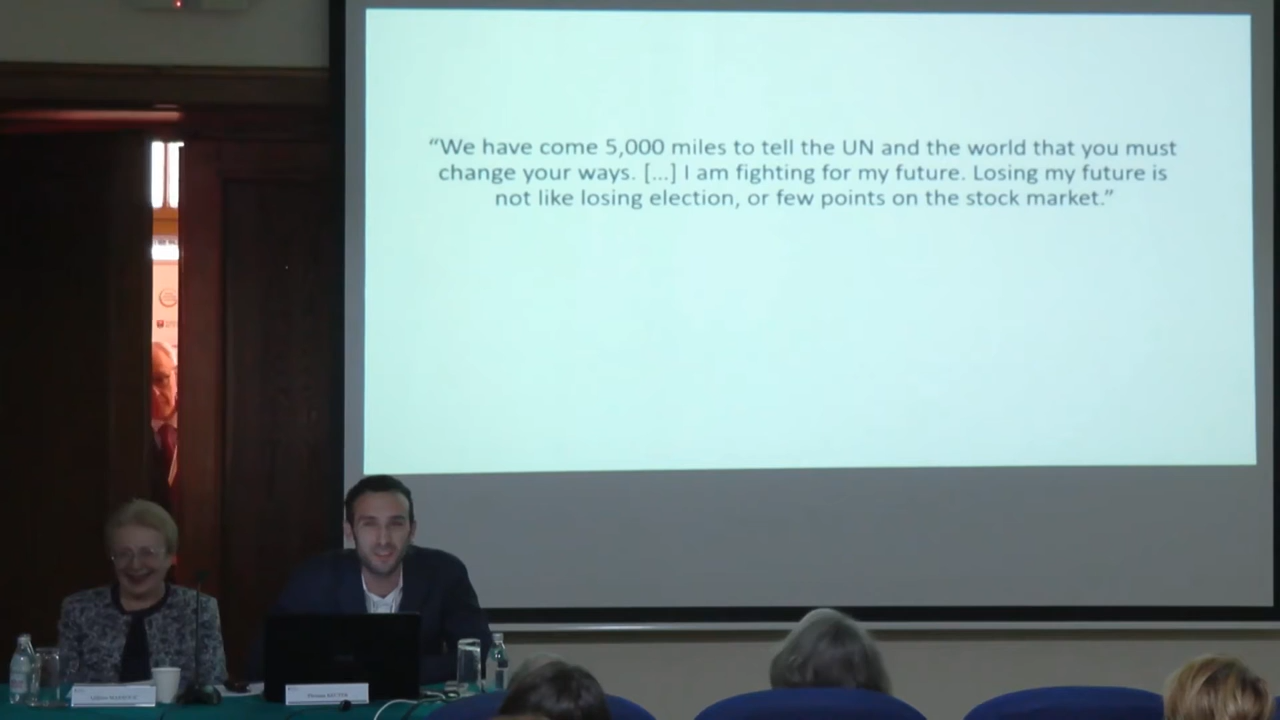 “We have come 5,000 miles to tell the UN and the world that you must
change your ways. [...] I am fighting for my future. Losing my future is
not like losing election, or few points on the stock market.”